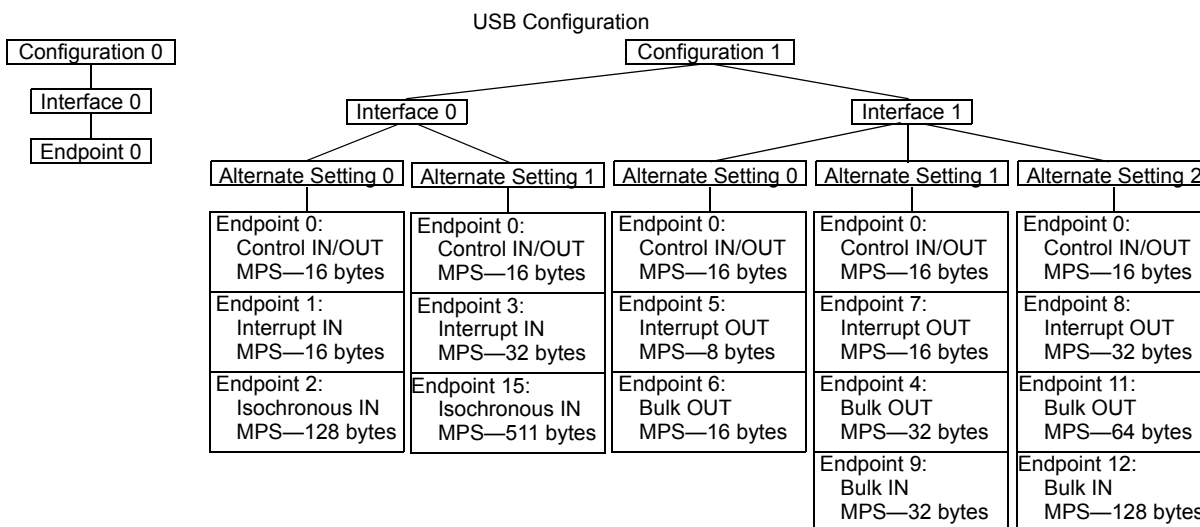 USB Configuration
Configuration 0
Interface 0
Endpoint 0
Configuration 1
Interface 0
Interface 1
Alternate Setting 0
Endpoint 0:
Control IN/OUT
MPS—16 bytes
Endpoint 1:
Interrupt IN
MPS—16 bytes
Endpoint 2:
Isochronous IN
MPS—128 bytes
Alternate Setting 1
Endpoint 0:
Control IN/OUT
MPS—16 bytes
Endpoint 3:
Interrupt IN
MPS—32 bytes
Endpoint 15:
Isochronous IN
MPS—511 bytes
Alternate Setting 0
Endpoint 0:
Control IN/OUT
MPS—16 bytes
Endpoint 5:
Interrupt OUT
MPS—8 bytes
Endpoint 6:
Bulk OUT
MPS—16 bytes
Alternate Setting 1
Endpoint 0:
Control IN/OUT
MPS—16 bytes
Endpoint 7:
Interrupt OUT
MPS—16 bytes
Endpoint 4:
Bulk OUT
MPS—32 bytes
Endpoint 9:
Bulk IN
MPS—32 bytes
Alternate Setting 2
Endpoint 0:
Control IN/OUT
MPS—16 bytes
Endpoint 8:
Interrupt OUT
MPS—32 bytes
Endpoint 11:
Bulk OUT
MPS—64 bytes
Endpoint 12:
Bulk IN
MPS—128 bytes